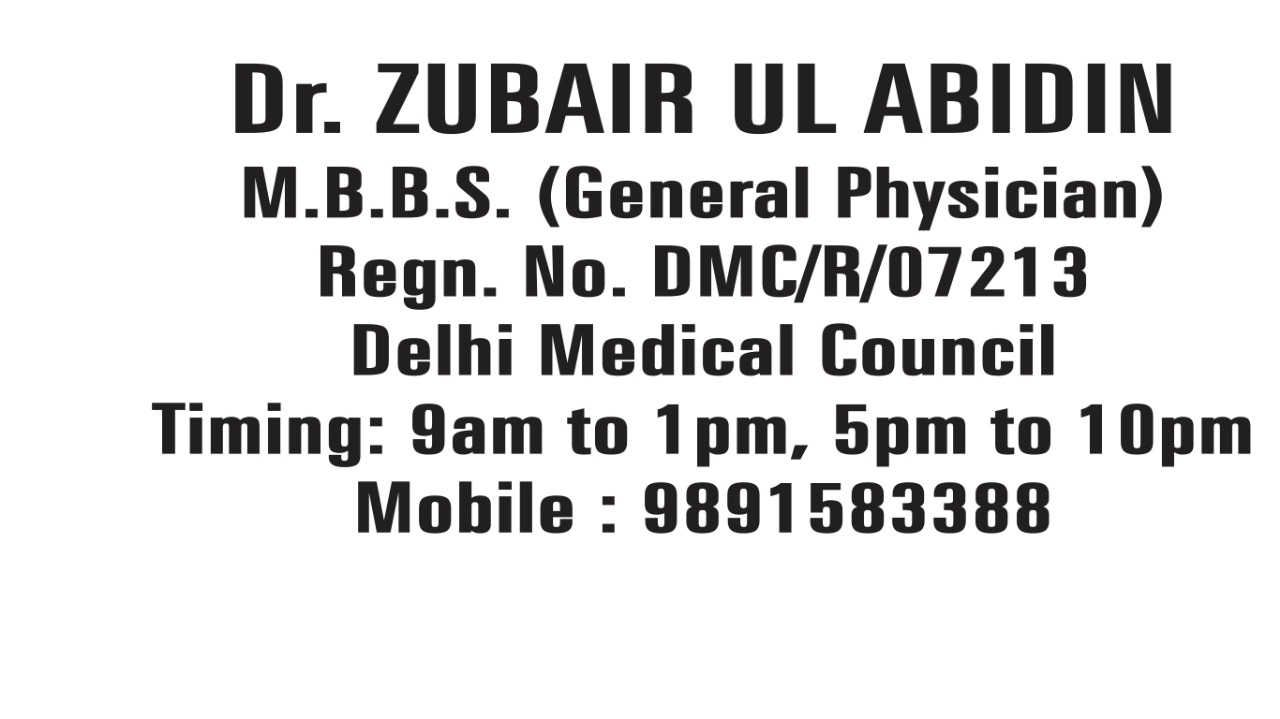 Dr. ZUBAIR UL ABIDIN
M.B.B.S. (General Physician)
Regn. No. DMC/R/07213
Delhi Medical Council
Timing: 9am to 1pm, 5pm to 10pm
Mobile : 9891583388